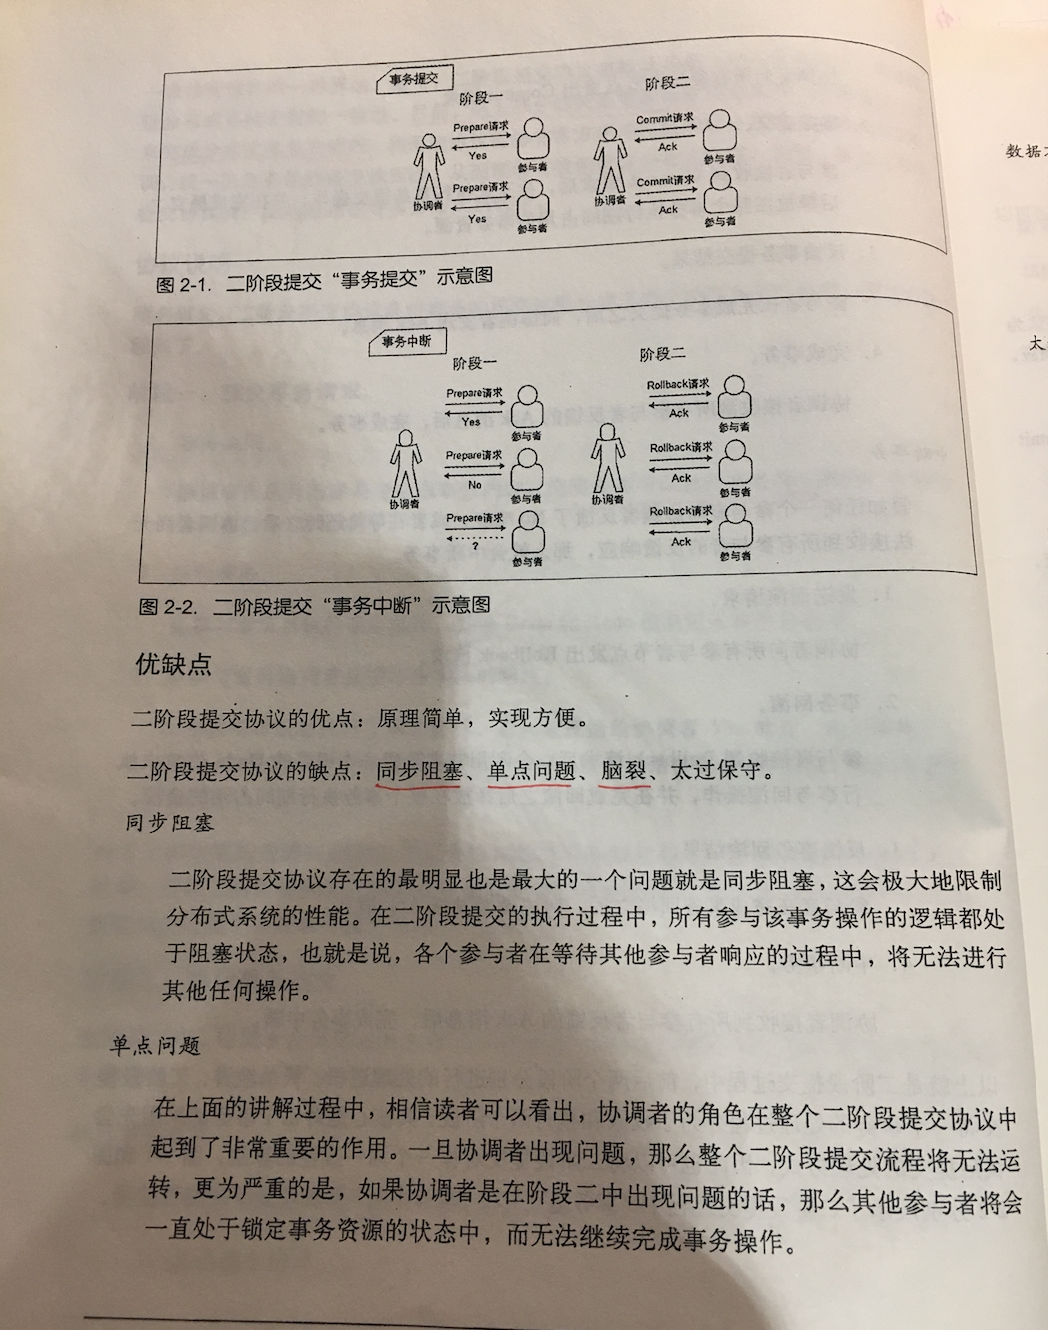 事务提交
阶段一
阶段二
Prepare请求
Yes
参与者
Prepare请求
Yes
参与者
协调者
Commit请求
Ack
参与者
Commit请求
Ack
参与者
协调者
图 2-1. 二阶段提交“事务提交”示意图
事务中断
阶段一
阶段二
Prepare请求
Yes
参与者
Prepare请求
No
参与者
Prepare请求
?
参与者
协调者
Rollback请求
Ack
参与者
Rollback请求
Ack
参与者
Rollback请求
Ack
参与者
协调者
图 2-2. 二阶段提交“事务中断”示意图
优缺点
二阶段提交协议的优点：原理简单，实现方便。
二阶段提交协议的缺点：同步阻塞、单点问题、脑裂、太过保守。
同步阻塞
二阶段提交协议存在的最明显也是最大的一个问题就是同步阻塞，这会极大地限制
分布式系统的性能。在二阶段提交的执行过程中，所有参与该事务操作的逻辑都处
于阻塞状态，也就是说，各个参与者在等待其他参与者响应的过程中，将无法进行
其他任何操作。
单点问题
在上面的讲解过程中，相信读者可以看出，协调者的角色在整个二阶段提交协议中
起到了非常重要的作用。一旦协调者出现问题，那么整个二阶段提交流程将无法运
转，更为严重的是，如果协调者是在阶段二中出现问题的话，那么其他参与者将会
一直处于锁定事务资源的状态中，而无法继续完成事务操作。
数据
太